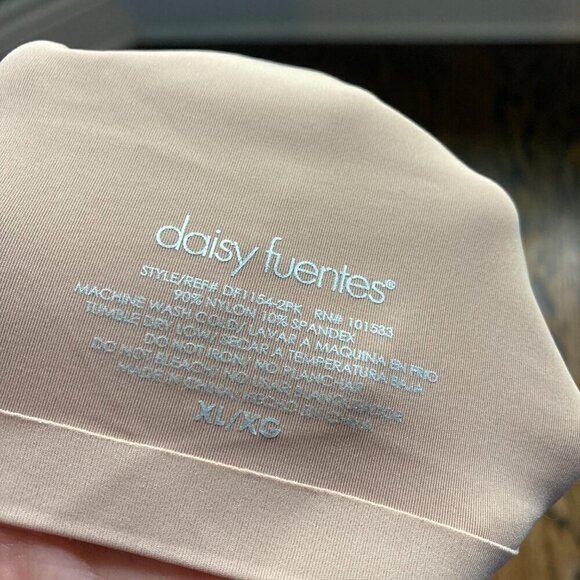 daisy fuentes®
STYLE/REF# DF1154-2PK RN# 101533
90% NYLON 10% SPANDEX
MACHINE WASH COLD/ LAVAR A MAQUINA EN FRIO
TUMBLE DRY LOW/ SECAR A TEMPERATURA BAJA
DO NOT IRON/ NO PLANCHAR
DO NOT BLEACH/ NO USAR BLANQUEADOR
MADE IN CHINA/ HECHO EN CHINA
XL/XG